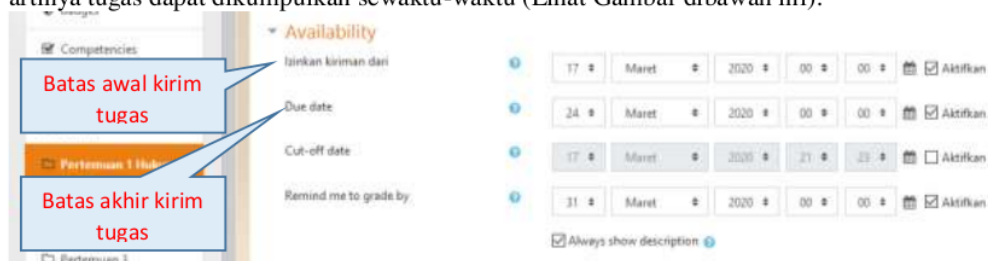 artinya tugas dapat dikumpulkan sewaktu-waktu (Lihat Gambar dibawah ini).
Competencies
Availability
Izinkan kiriman dari
17 Maret 2020 00 00 Aktifkan
Batas awal kirim
tugas
Due date
24 Maret 2020 00 00 Aktifkan
Cut-off date
17 Maret 2020 21 23 Aktifkan
Pertemuan 1
Batas akhir kirim
tugas
Remind me to grade by
31 Maret 2020 00 00 Aktifkan
Always show description
Pertemuan